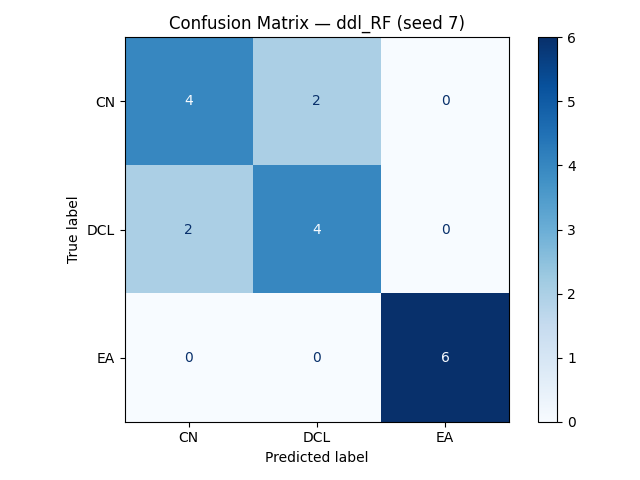 Confusion Matrix — ddl_RF (seed 7)
True label
CN 4 2 0
DCL 2 4 0
EA 0 0 6
CN DCL EA
Predicted label
6
5
4
3
2
1
0